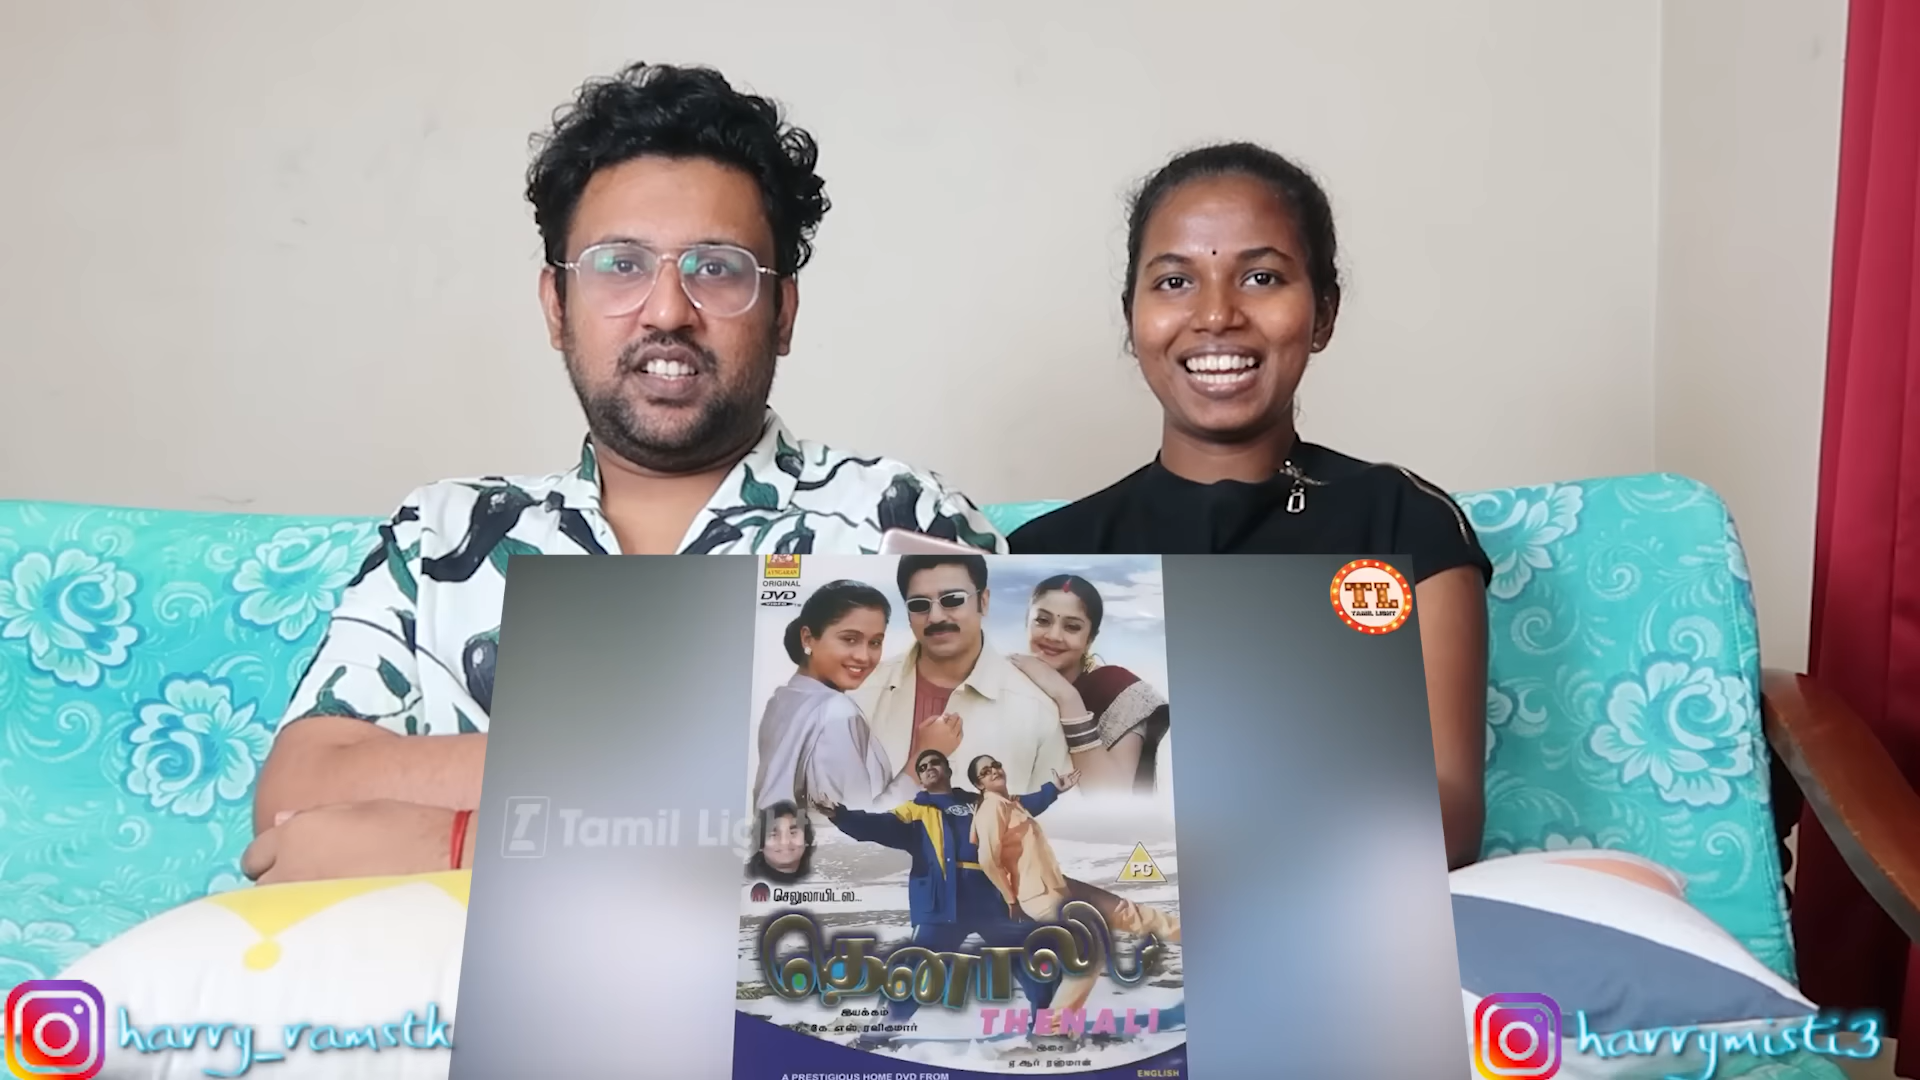 ORIGINAL
DVD
VIDEO
TL
TAMIL LIGHT
Tamil Light
PG
செலுலாயிட்ஸ்...
தெனாலி
THENALI
இயக்கம்
கே.எஸ்.ரவிகுமார்
இசை
ஏ.ஆர்.ரஹ்மான்
harry_ramstk
harrymisti3
A PRESTIGIOUS HOME DVD FROM
ENGLISH